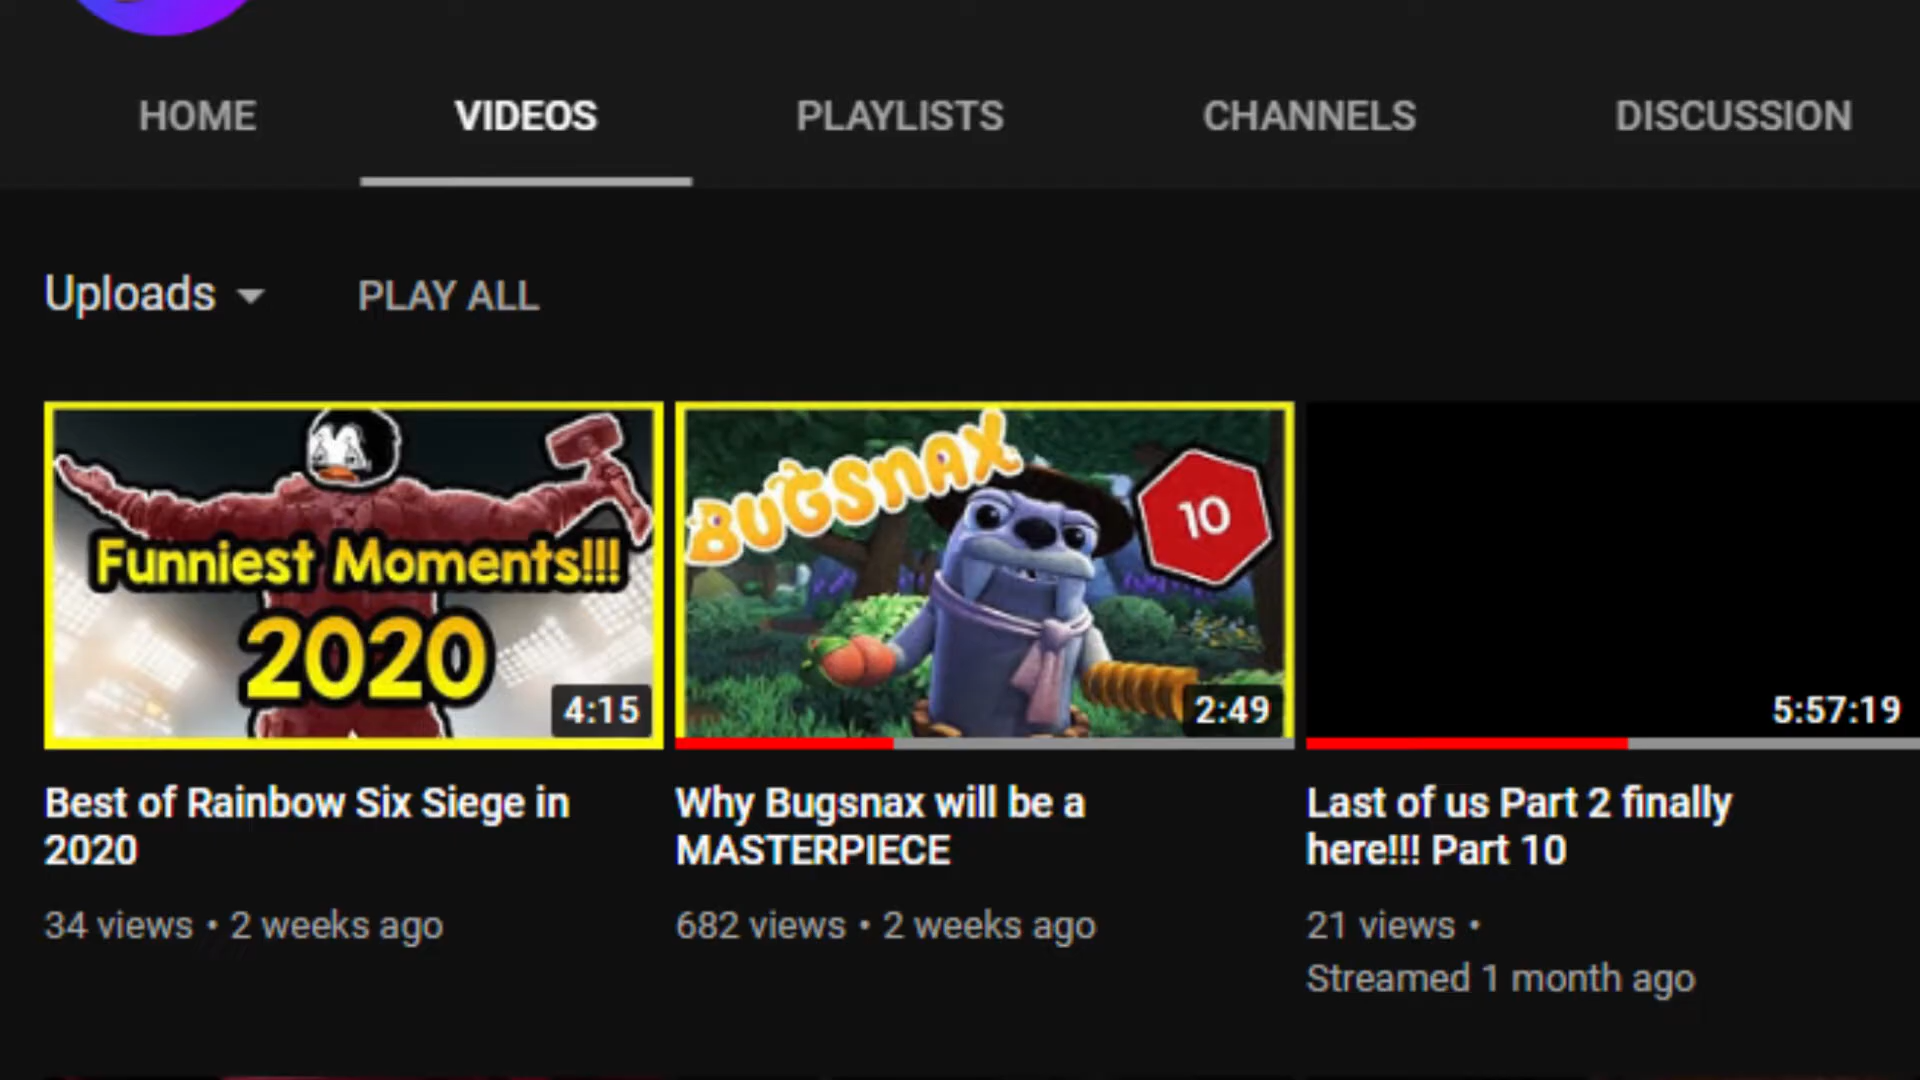 HOME VIDEOS PLAYLISTS CHANNELS DISCUSSION
Uploads PLAY ALL
Funniest Moments!!!
2020
4:15
BUGSNAX
10
2:49
5:57:19
Best of Rainbow Six Siege in
2020
34 views • 2 weeks ago
Why Bugsnax will be a
MASTERPIECE
682 views • 2 weeks ago
Last of us Part 2 finally
here!!! Part 10
21 views •
Streamed 1 month ago